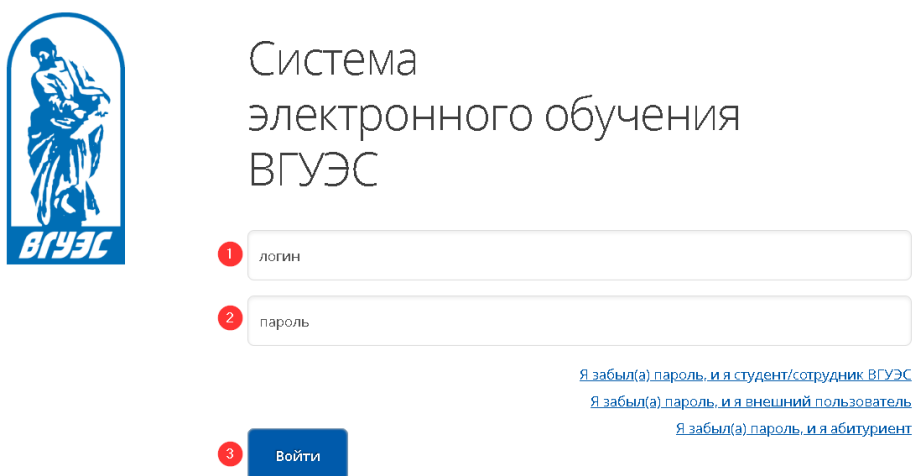 Система
электронного обучения
ВГУЭС
ВГУЭС
1 логин
2 пароль
Я забыл(а) пароль, и я студент/сотрудник ВГУЭС
Я забыл(а) пароль, и я внешний пользователь
Я забыл(а) пароль, и я абитуриент
3 Войти